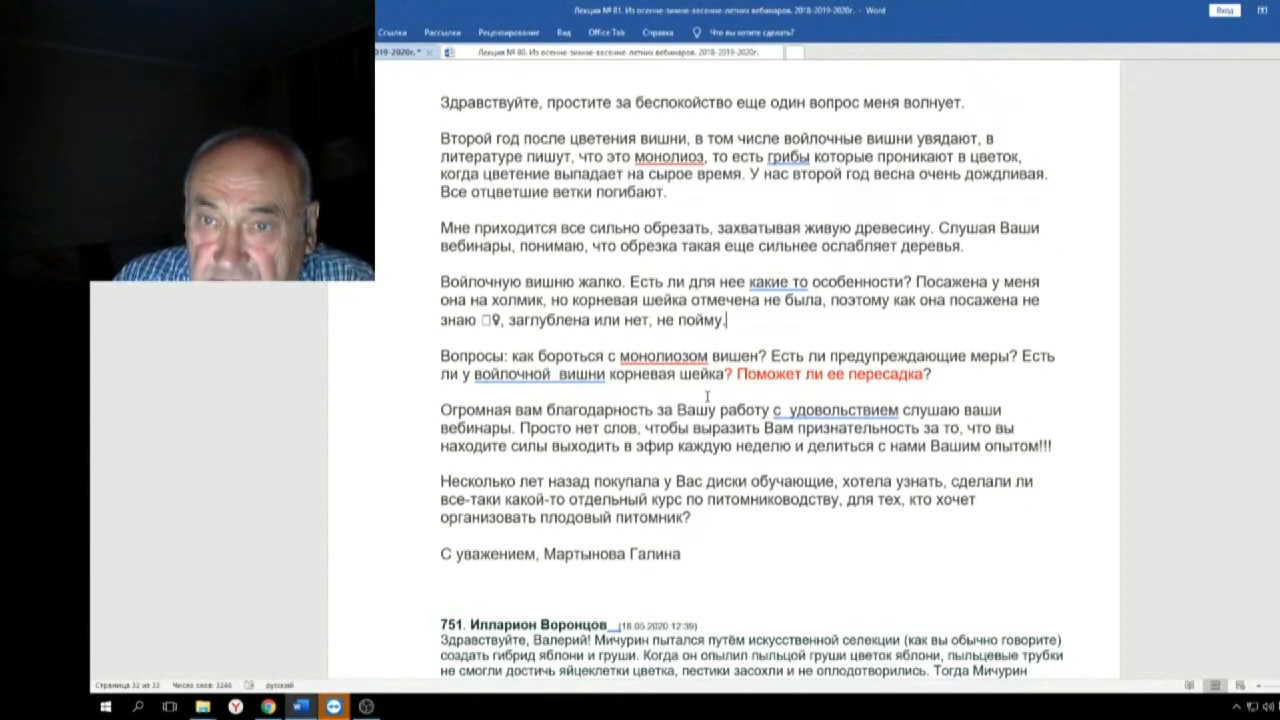 Лекция № 81. Из осенне-зимне-весенне-летних вебинаров. 2018-2019-2020г. - Word
Вход
Ссылки Рассылки Рецензирование Вид Office Tab Справка Что вы хотите сделать?
019-2020г. * Лекция № 80. Из осенне-зимне-весенне-летних вебинаров. 2018-2019-2020г.
Здравствуйте, простите за беспокойство еще один вопрос меня волнует.
Второй год после цветения вишни, в том числе войлочные вишни увядают, в
литературе пишут, что это монолиоз, то есть грибы которые проникают в цветок,
когда цветение выпадает на сырое время. У нас второй год весна очень дождливая.
Все отцветшие ветки погибают.
Мне приходится все сильно обрезать, захватывая живую древесину. Слушая Ваши
вебинары, понимаю, что обрезка такая еще сильнее ослабляет деревья.
Войлочную вишню жалко. Есть ли для нее какие то особенности? Посажена у меня
она на холмик, но корневая шейка отмечена не была, поэтому как она посажена не
знаю □♀, заглублена или нет, не пойму.
Вопросы: как бороться с монолиозом вишен? Есть ли предупреждающие меры? Есть
ли у войлочной вишни корневая шейка? Поможет ли ее пересадка?
Огромная вам благодарность за Вашу работу с удовольствием слушаю ваши
вебинары. Просто нет слов, чтобы выразить Вам признательность за то, что вы
находите силы выходить в эфир каждую неделю и делиться с нами Вашим опытом!!!
Несколько лет назад покупала у Вас диски обучающие, хотела узнать, сделали ли
все-таки какой-то отдельный курс по питомниководству, для тех, кто хочет
организовать плодовый питомник?
С уважением, Мартынова Галина
751. Илларион Воронцов (18.05.2020 12:39)
Здравствуйте, Валерий! Мичурин пытался путём искусственной селекции (как вы обычно говорите)
создать гибрид яблони и груши. Когда он опылил пыльцой груши цветок яблони, пыльцевые трубки
не смогли достичь яйцеклетки цветка, пестики засохли и не оплодотворились. Тогда Мичурин
Страница 32 из 33 Число слов: 3246 русский